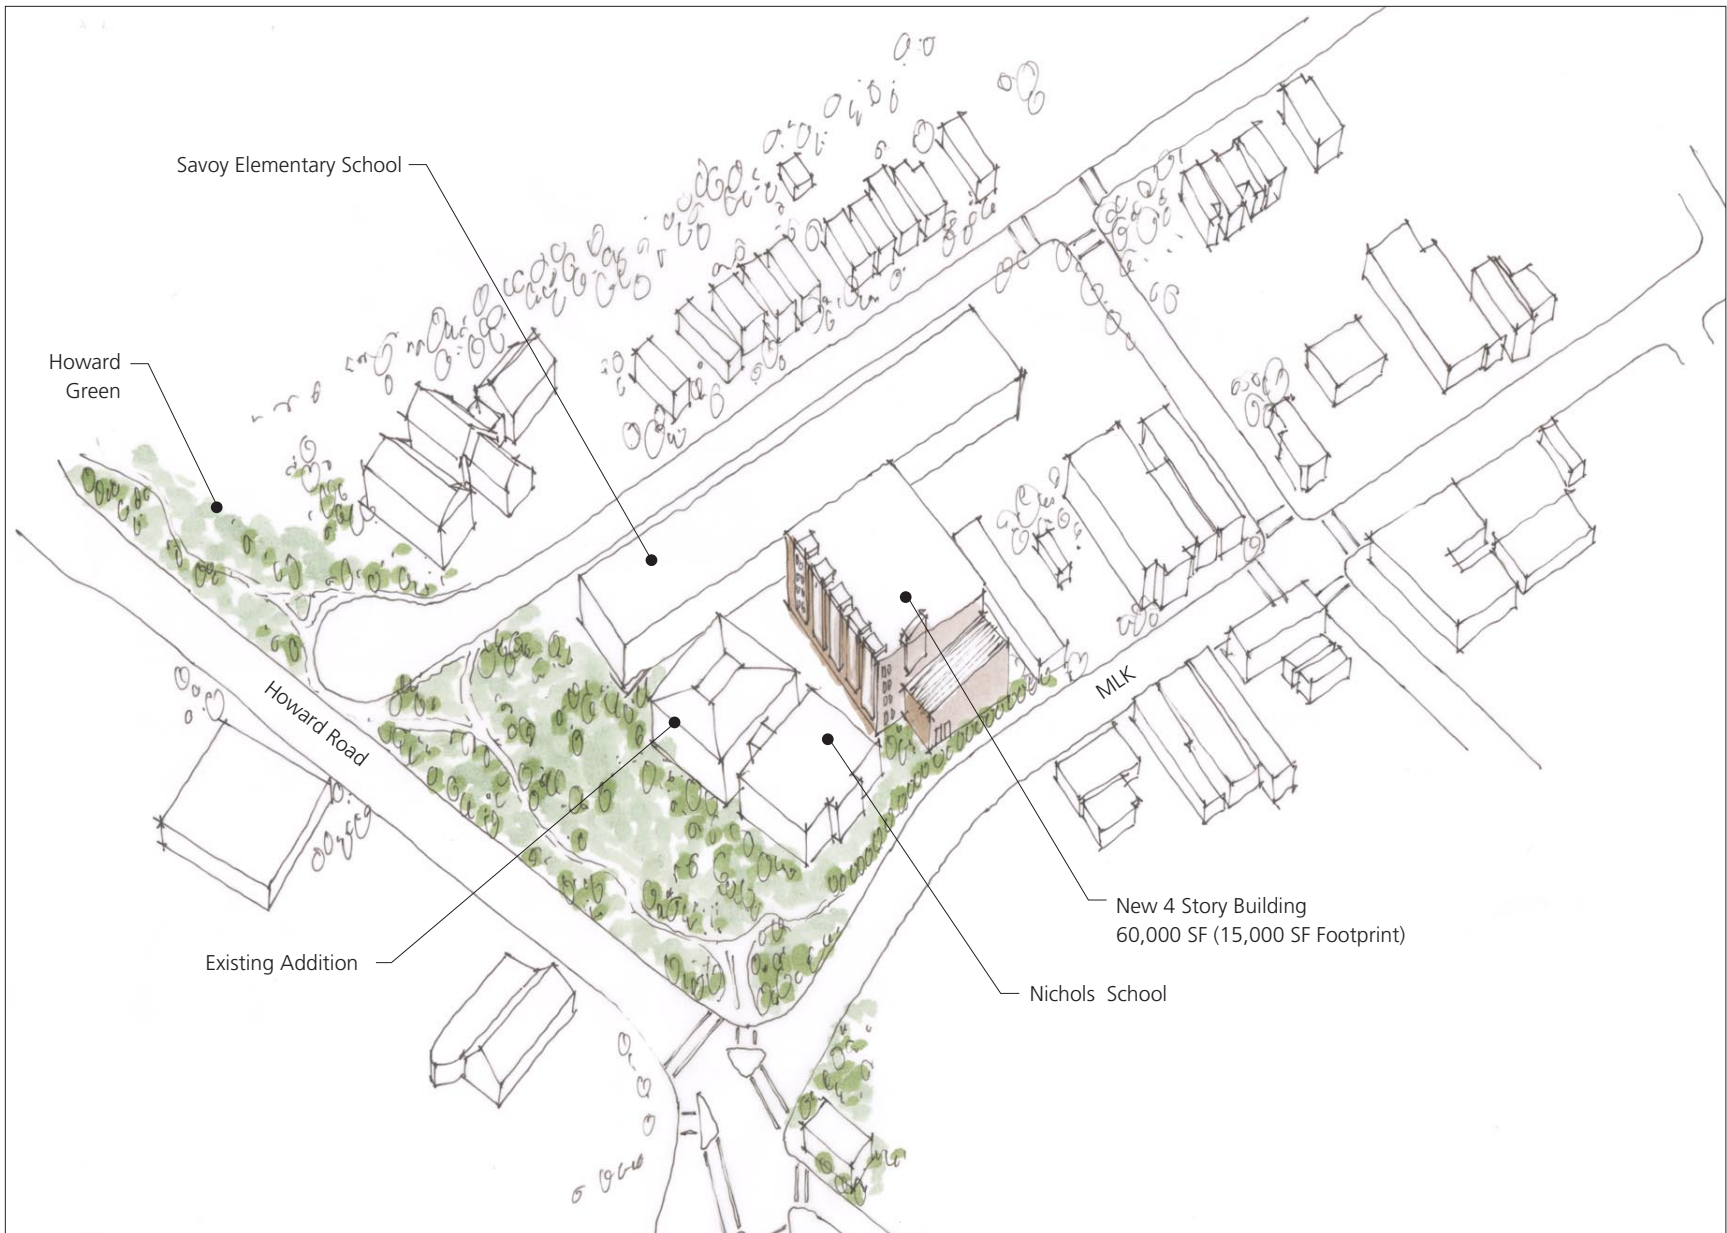 Savoy Elementary School
Howard
Green
Howard Road
MLK
New 4 Story Building
60,000 SF (15,000 SF Footprint)
Existing Addition
Nichols School